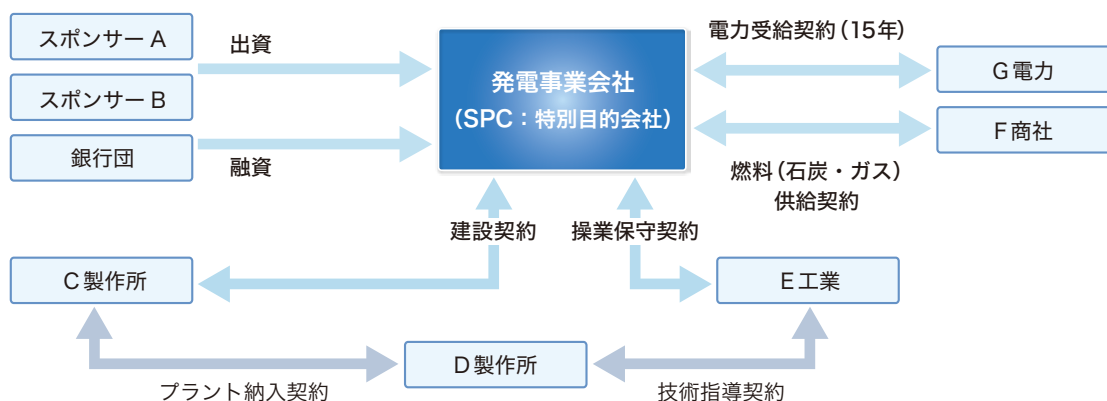 スポンサー A
スポンサー B
銀行団
出資
融資
発電事業会社
(SPC：特別目的会社)
電力受給契約(15年)
G電力
F商社
燃料(石炭・ガス)
供給契約
建設契約
操業保守契約
C製作所
E工業
D製作所
プラント納入契約
技術指導契約